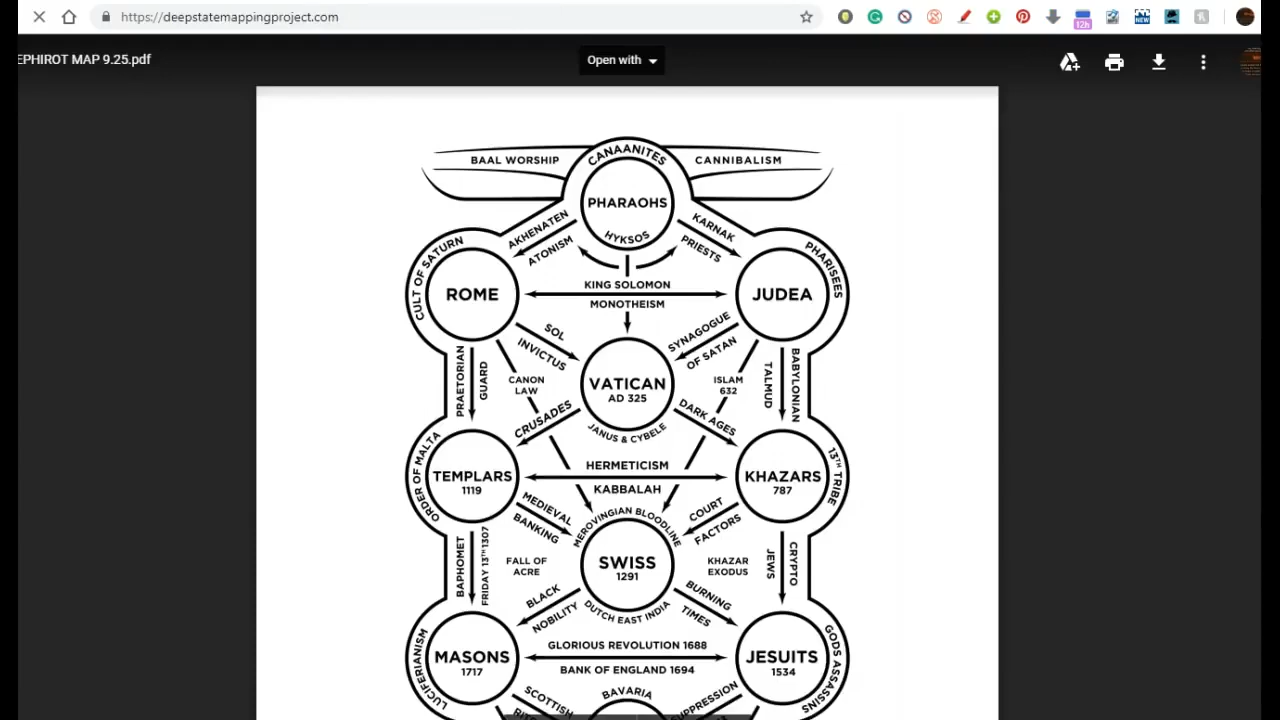 https://deepstatemappingproject.com
12h
NEW
EPHIROT MAP 9.25.pdf
Open with
BAAL WORSHIP
CANAANITES
CANNIBALISM
PHARAOHS
HYKSOS
AKHENATEN
ATONISM
KARNAK
PRIESTS
CULT OF SATURN
ROME
KING SOLOMON
MONOTHEISM
JUDEA
PHARISEES
SOL
INVICTUS
SYNAGOGUE
OF SATAN
PRAETORIAN
GUARD
CANON
LAW
VATICAN
AD 325
JANUS & CYBELE
ISLAM
632
TALMUD
BABYLONIAN
CRUSADES
DARK AGES
ORDER OF MALTA
TEMPLARS
1119
HERMETICISM
KABBALAH
KHAZARS
787
13TH TRIBE
MEDIEVAL
BANKING
MEROVINGIAN BLOODLINE
COURT
FACTORS
BAPHOMET
FRIDAY 13TH 1307
FALL OF
ACRE
SWISS
1291
DUTCH EAST INDIA
KHAZAR
EXODUS
JEWS
CRYPTO
BLACK
NOBILITY
BURNING
TIMES
LUCIFERIANISM
MASONS
1717
GLORIOUS REVOLUTION 1688
BANK OF ENGLAND 1694
JESUITS
1534
GODS ASSASSINS
SCOTTISH
BAVARIA
SUPPRESSION